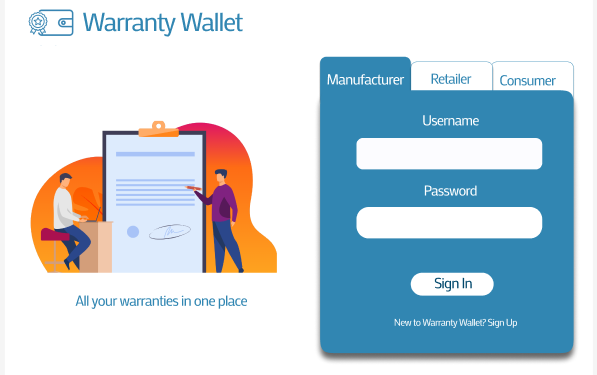 Warranty Wallet
Manufacturer
Retailer
Consumer
Username
Password
Sign In
New to Warranty Wallet? Sign Up
All your warranties in one place